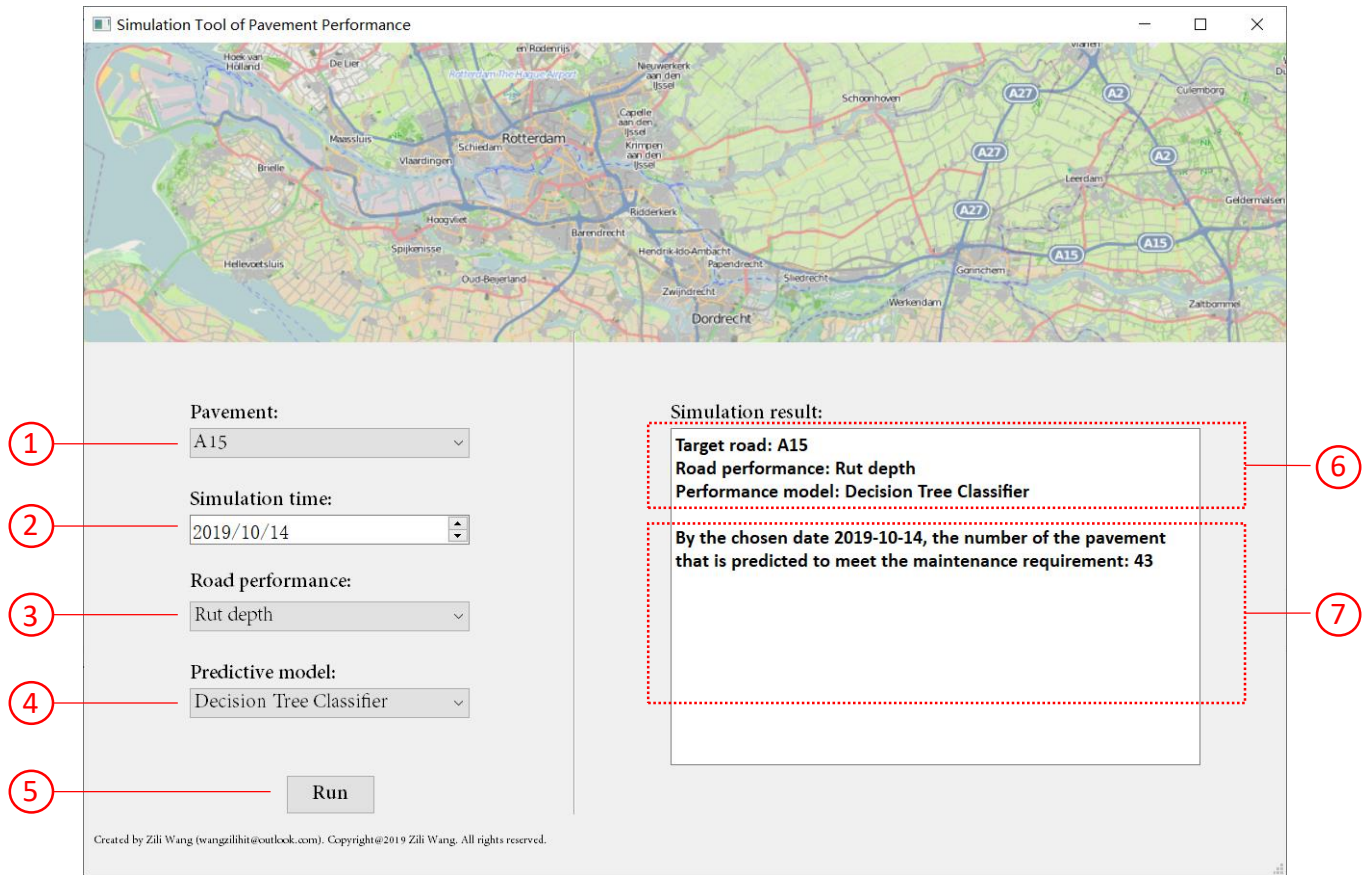 Simulation Tool of Pavement Performance
Hoek van
Holland
De Lier
en Rodenrijs
Rotterdam The Hague Airport
Nieuwerkerk
aan den
IJssel
Vianen
Schoonhoven
A27
A2
Culemborg
Capelle
aan den
IJssel
Maassluis
Schiedam
Rotterdam
Krimpen
aan den
IJssel
Vlaardingen
Brielle
A27
A2
Leerdam
Geldermalsen
Hoogvliet
Ridderkerk
A27
Barendrecht
Spijkenisse
Hendrik-Ido-Ambacht
A15
A15
Hellevoetsluis
Papendrecht
Sliedrecht
Gorinchem
Oud-Beijerland
Zwijndrecht
Werkendam
Zaltbommel
Dordrecht
Pavement:
1
A15
Simulation time:
2
2019/10/14
Road performance:
3
Rut depth
Predictive model:
4
Decision Tree Classifier
5
Run
Simulation result:
Target road: A15
Road performance: Rut depth
Performance model: Decision Tree Classifier
6
By the chosen date 2019-10-14, the number of the pavement
that is predicted to meet the maintenance requirement: 43
7
Created by Zili Wang (wangzilihit@outlook.com). Copyright@2019 Zili Wang. All rights reserved.